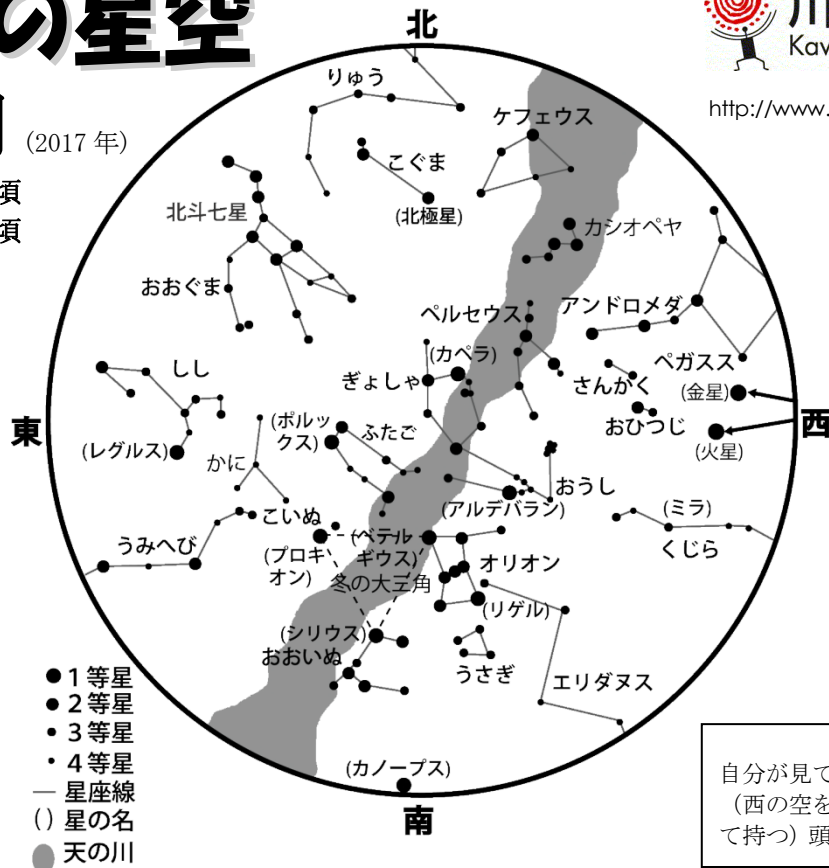 の星空
(2017 年)
頃
頃
Kav
http://www.
北
りゅう
ケフェウス
こぐま
(北極星)
北斗七星
カシオペヤ
おおぐま
ペルセウス
アンドロメダ
(カペラ)
ぎょしゃ
ペガスス
さんかく
(金星)
しし
おひつじ
東
西
(ポルッ
クス)
ふたご
(火星)
(レグルス)
かに
おうし
(アルデバラン)
(ミラ)
くじら
こいぬ
うみへび
(プロキ
オン)
(ベテル
ギウス)
オリオン
冬の大三角
(リゲル)
(シリウス)
おおいぬ
うさぎ
エリダヌス
(カノープス)
南
1等星
2等星
3等星
4等星
星座線
() 星の名
天の川
自分が見て
（西の空を
て持つ）頭